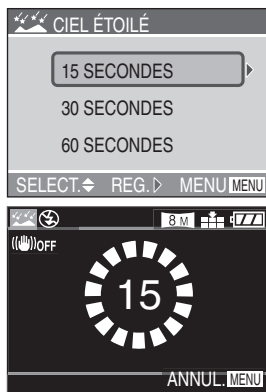 CIEL ÉTOILÉ
15 SECONDES
30 SECONDES
60 SECONDES
SELECT. REG. MENU MENU
8M
OFF
15
ANNUL. MENU